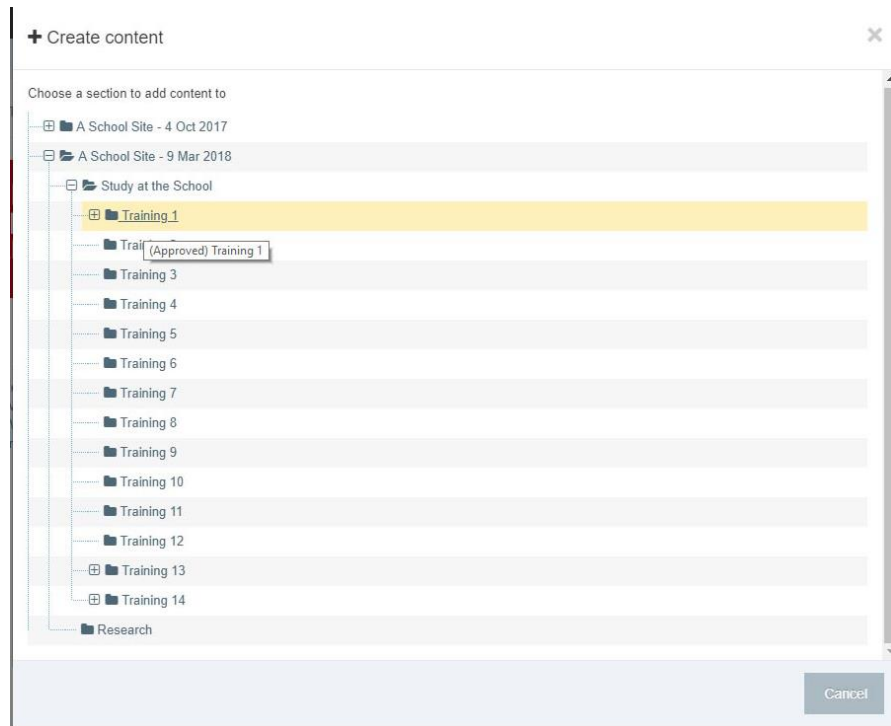 Create content
Choose a section to add content to
A School Site - 4 Oct 2017
A School Site - 9 Mar 2018
Study at the School
Training 1
(Approved) Training 1
Training 3
Training 4
Training 5
Training 6
Training 7
Training 8
Training 9
Training 10
Training 11
Training 12
Training 13
Training 14
Research
Cancel